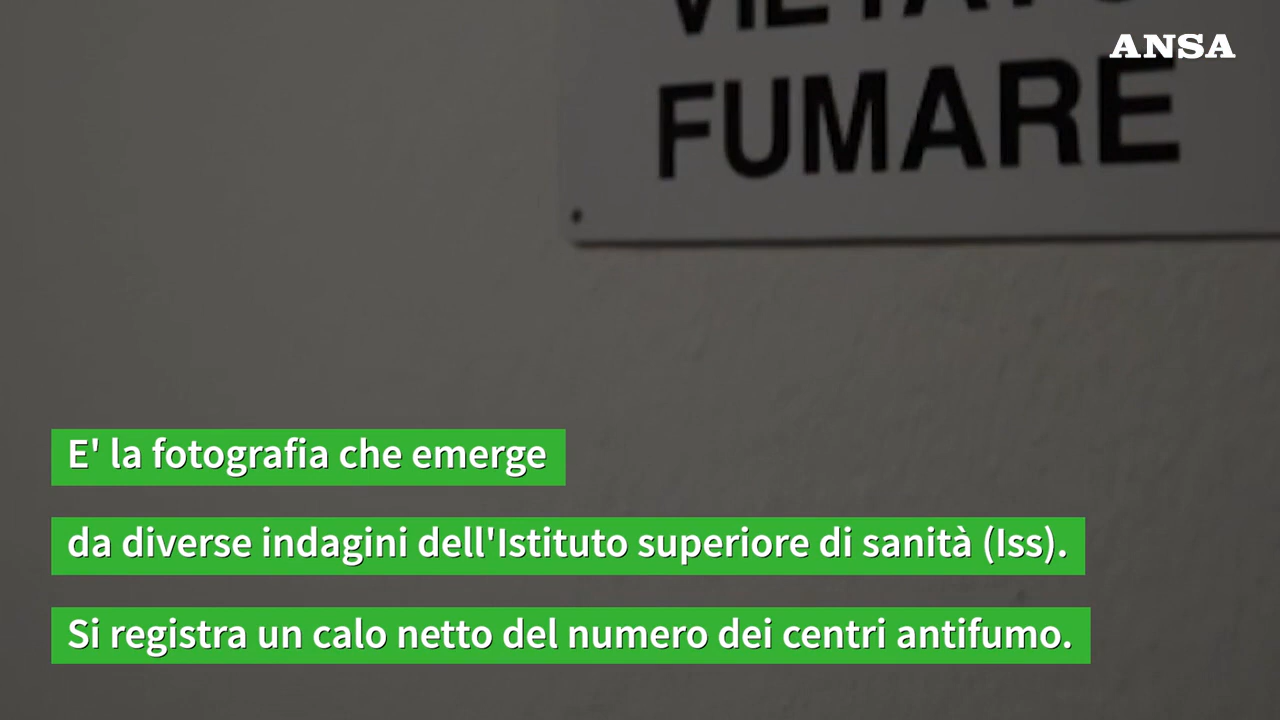 ANSA
FUMARE
E' la fotografia che emerge
da diverse indagini dell'Istituto superiore di sanità (Iss).
Si registra un calo netto del numero dei centri antifumo.